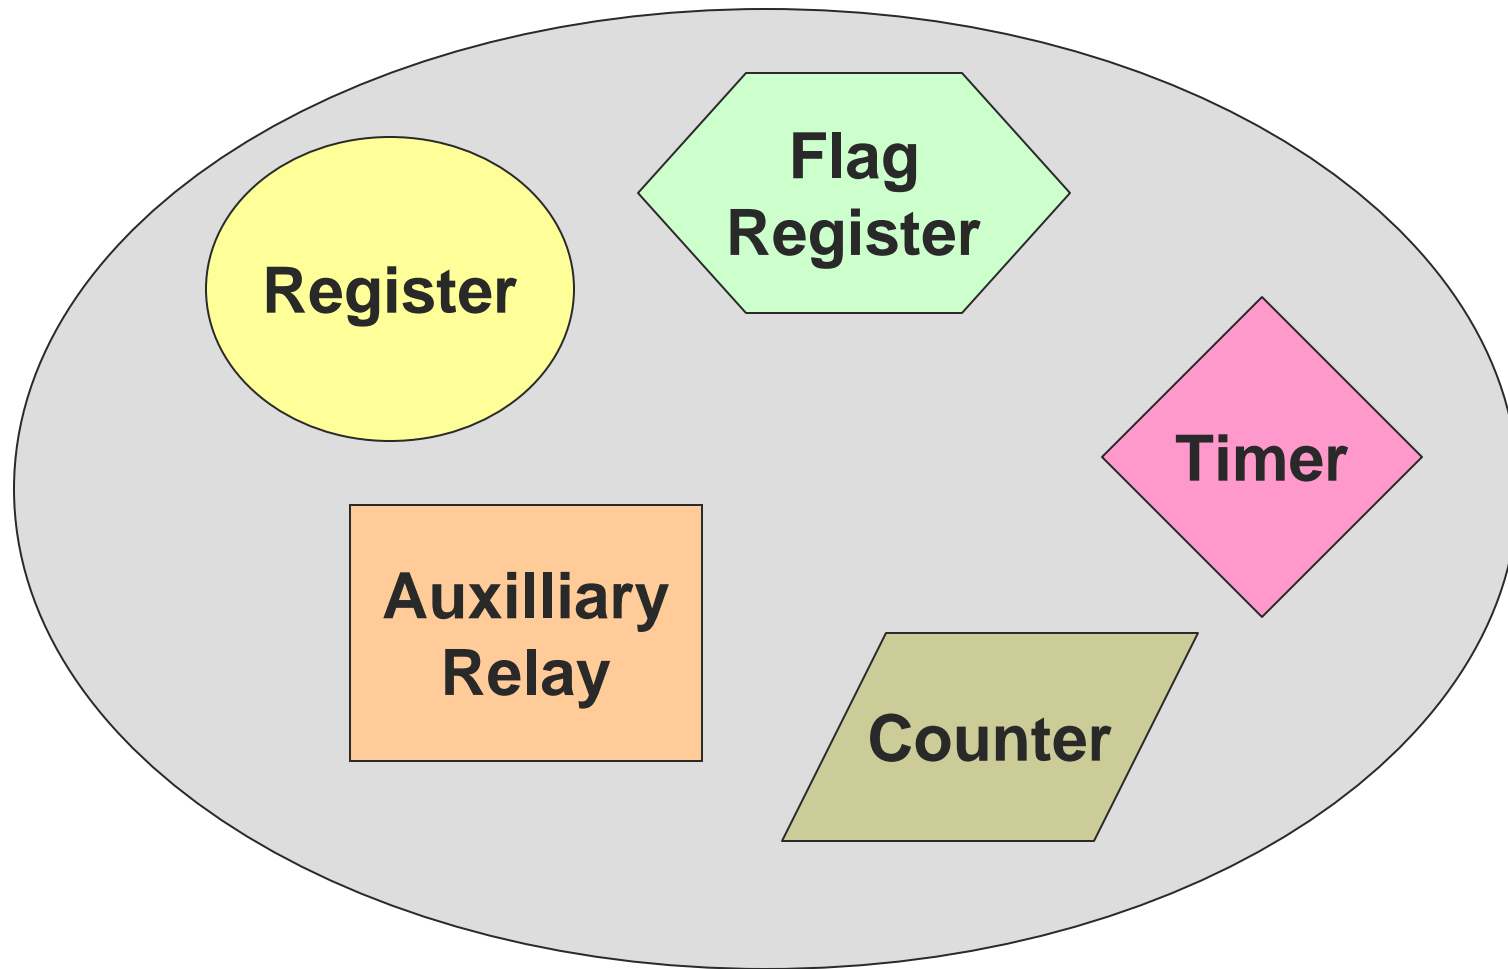 Flag
Register
Register
Timer
Auxilliary
Relay
Counter